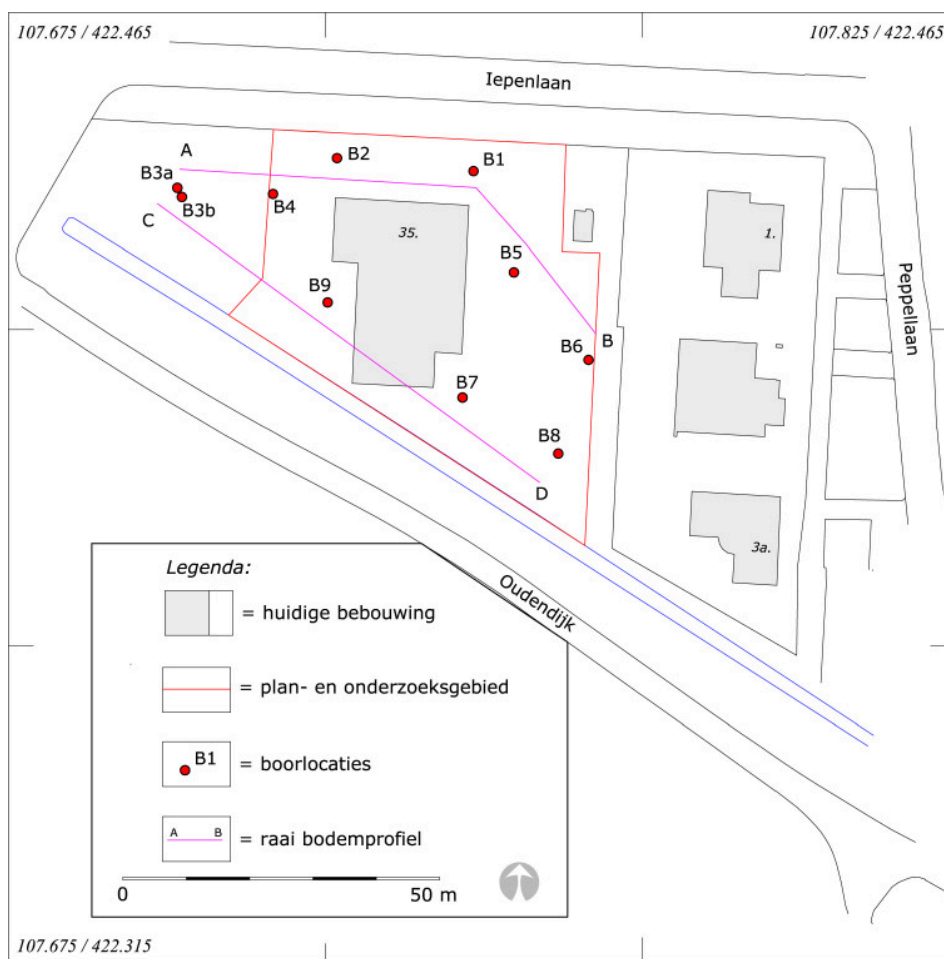 107.675 / 422.465
107.825 / 422.465
Iepenlaan
A
B2
B1
B3a
B3b
B4
C
35.
1.
B5
B9
Peppellaan
B
B6
B7
B8
D
3a.
Oudendijk
Legenda:
= huidige bebouwing
= plan- en onderzoeksgebied
B1
= boorlocaties
A B
= raai bodemprofiel
0 50 m
107.675 / 422.315